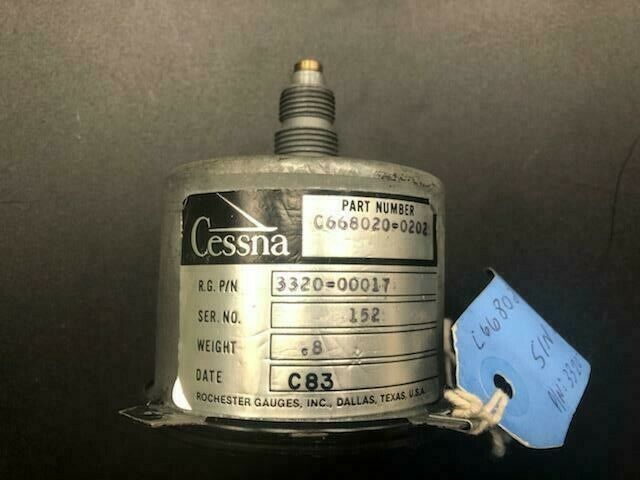 Cessna
PART NUMBER
C668020=0202
R.G. P/N 3320=00017
SER. NO. 152
WEIGHT .8
DATE C83
ROCHESTER GAUGES, INC., DALLAS, TEXAS, U.S.A.
S/N